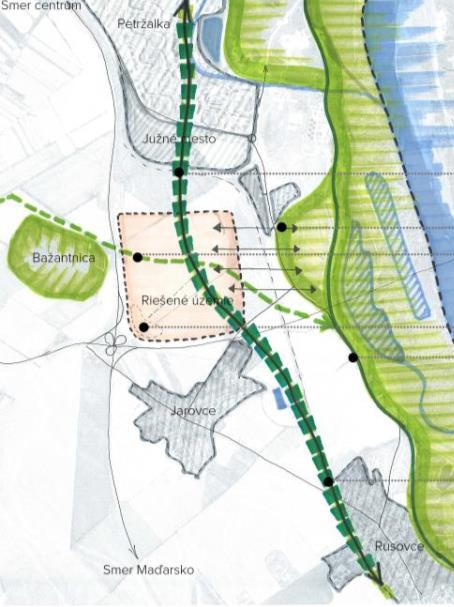 Smer centrum
Petržalka
Južné mesto
Bažantnica
Riešené územie
Jarovce
Rusovce
Smer Maďarsko